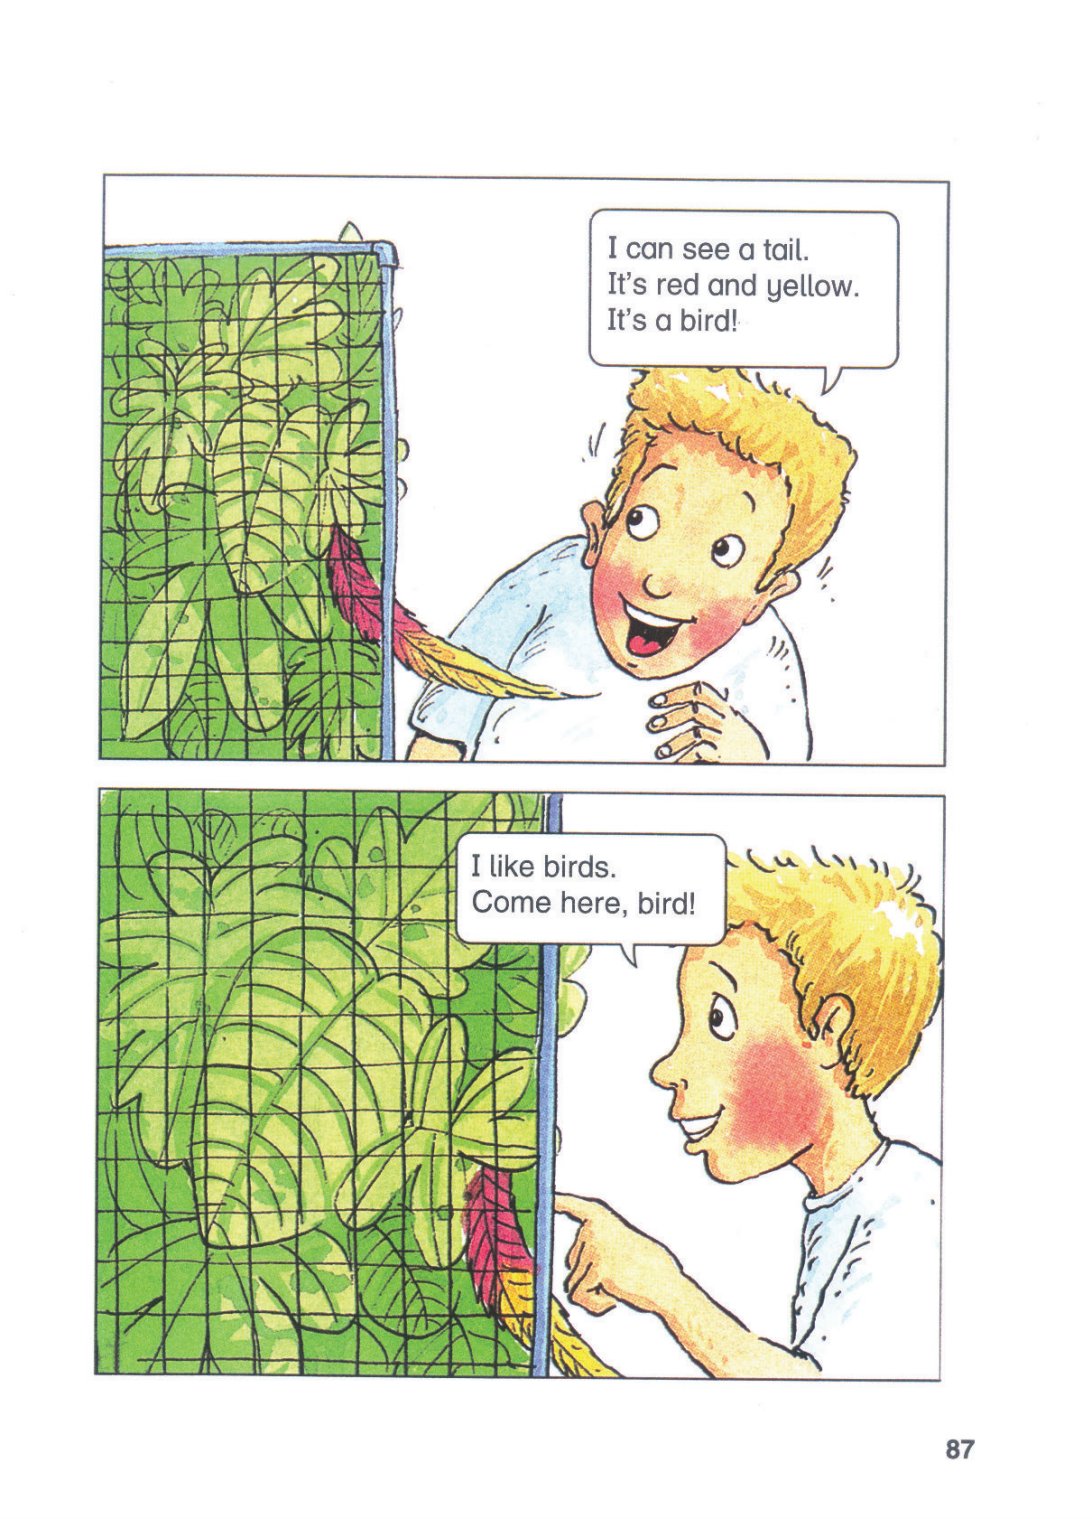 I can see a tail.
It's red and yellow.
It's a bird!
I like birds.
Come here, bird!
87